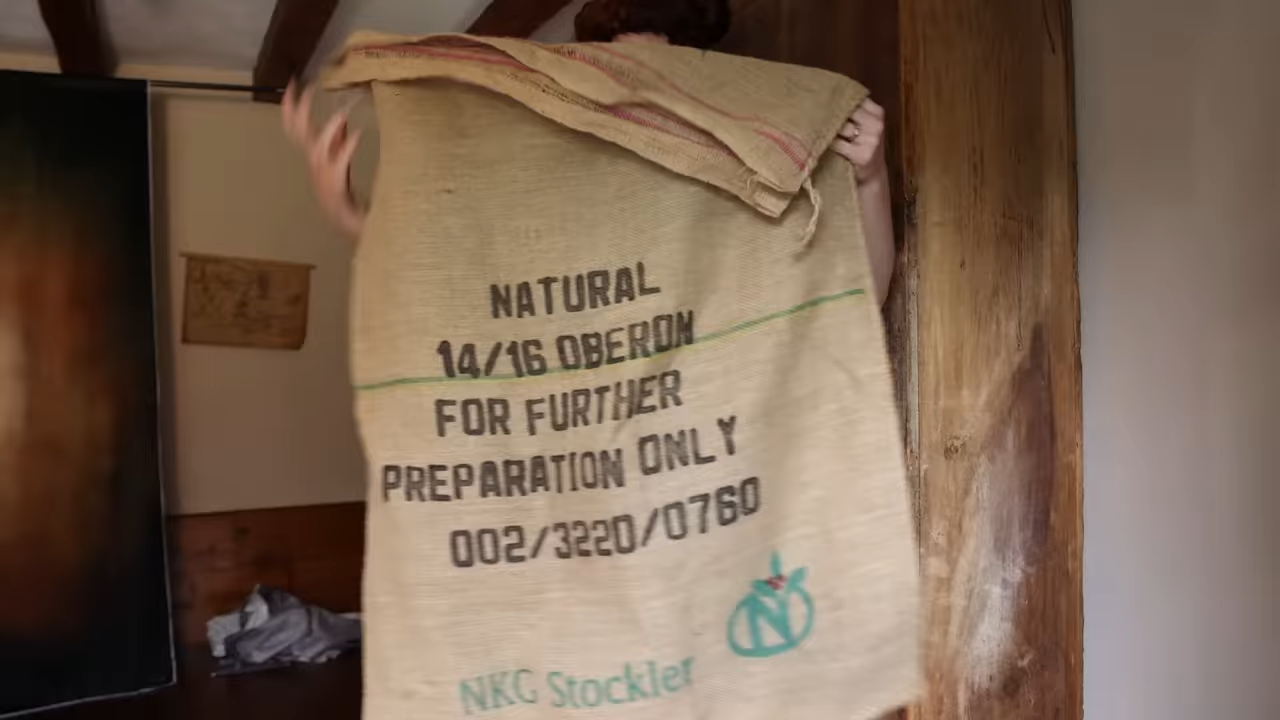 NATURAL
14/16 OBERON
FOR FURTHER
PREPARATION ONLY
002/3220/0760
N
NKG Stockler